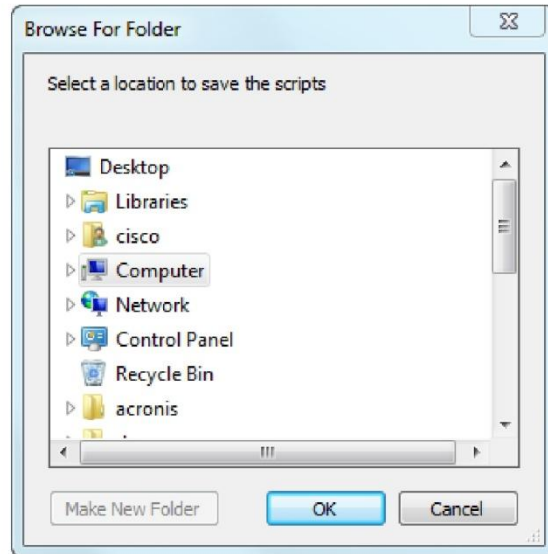 Browse For Folder
Select a location to save the scripts
Desktop
Libraries
cisco
Computer
Network
Control Panel
Recycle Bin
acronis
Make New Folder
OK
Cancel